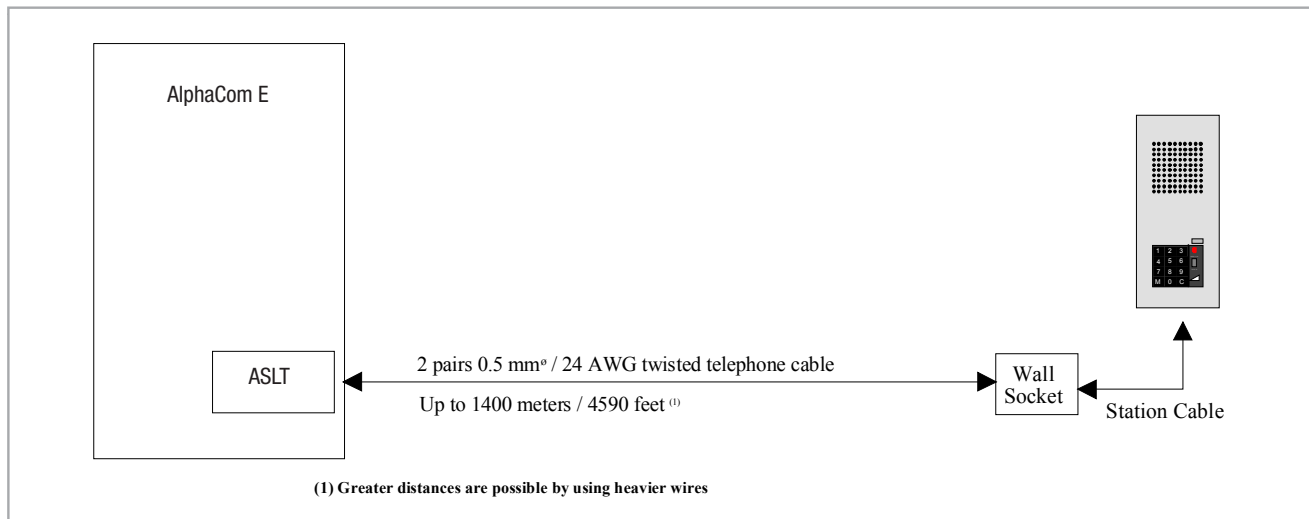 AlphaCom E
1 2 3
4 5 6
7 8 9
M 0 C
2 pairs 0.5 mmø / 24 AWG twisted telephone cable
ASLT
Wall
Socket
Up to 1400 meters / 4590 feet (1)
Station Cable
(1) Greater distances are possible by using heavier wires